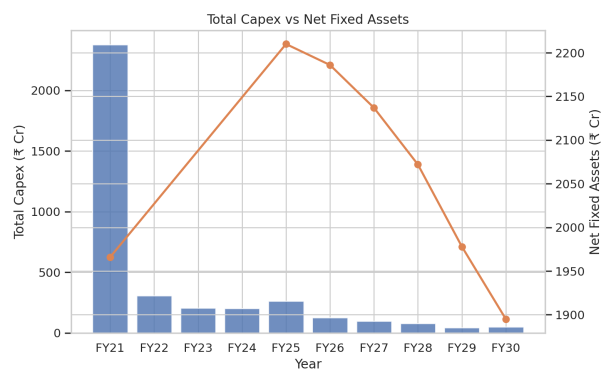 Total Capex vs Net Fixed Assets
Total Capex (₹ Cr)
2000
1500
1000
500
0
2200
2150
2100
2050
2000
1950
1900
Net Fixed Assets (₹ Cr)
FY21 FY22 FY23 FY24 FY25 FY26 FY27 FY28 FY29 FY30
Year